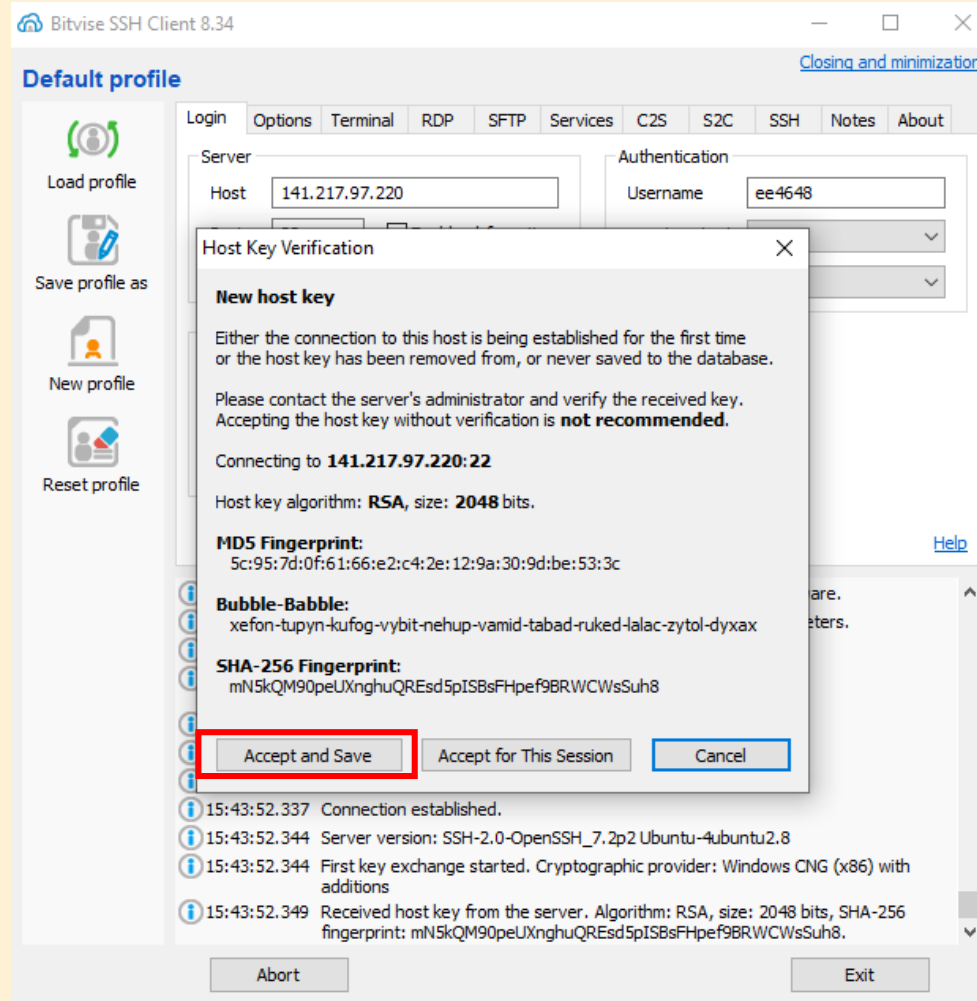 Bitvise SSH Client 8.34
Closing and minimization
Default profile
Load profile
Save profile as
New profile
Reset profile
Login Options Terminal RDP SFTP Services C2S S2C SSH Notes About
Server
Host 141.217.97.220
Authentication
Username ee4648
Host Key Verification
New host key
Either the connection to this host is being established for the first time
or the host key has been removed from, or never saved to the database.
Please contact the server's administrator and verify the received key.
Accepting the host key without verification is not recommended.
Connecting to 141.217.97.220:22
Host key algorithm: RSA, size: 2048 bits.
MD5 Fingerprint:
5c:95:7d:0f:61:66:e2:c4:2e:12:9a:30:9d:be:53:3c
Bubble-Babble:
xefon-tupyn-kufog-vybit-nehup-vamid-tabad-ruked-lalac-zytol-dyxax
SHA-256 Fingerprint:
mN5kQM90peUXnghuQREsd5pISBsFHpef9BRWCWsSuh8
Accept and Save Accept for This Session Cancel
Help
are.
eters.
15:43:52.337 Connection established.
15:43:52.344 Server version: SSH-2.0-OpenSSH_7.2p2 Ubuntu-4ubuntu2.8
15:43:52.344 First key exchange started. Cryptographic provider: Windows CNG (x86) with
additions
15:43:52.349 Received host key from the server. Algorithm: RSA, size: 2048 bits, SHA-256
fingerprint: mN5kQM90peUXnghuQREsd5pISBsFHpef9BRWCWsSuh8.
Abort Exit